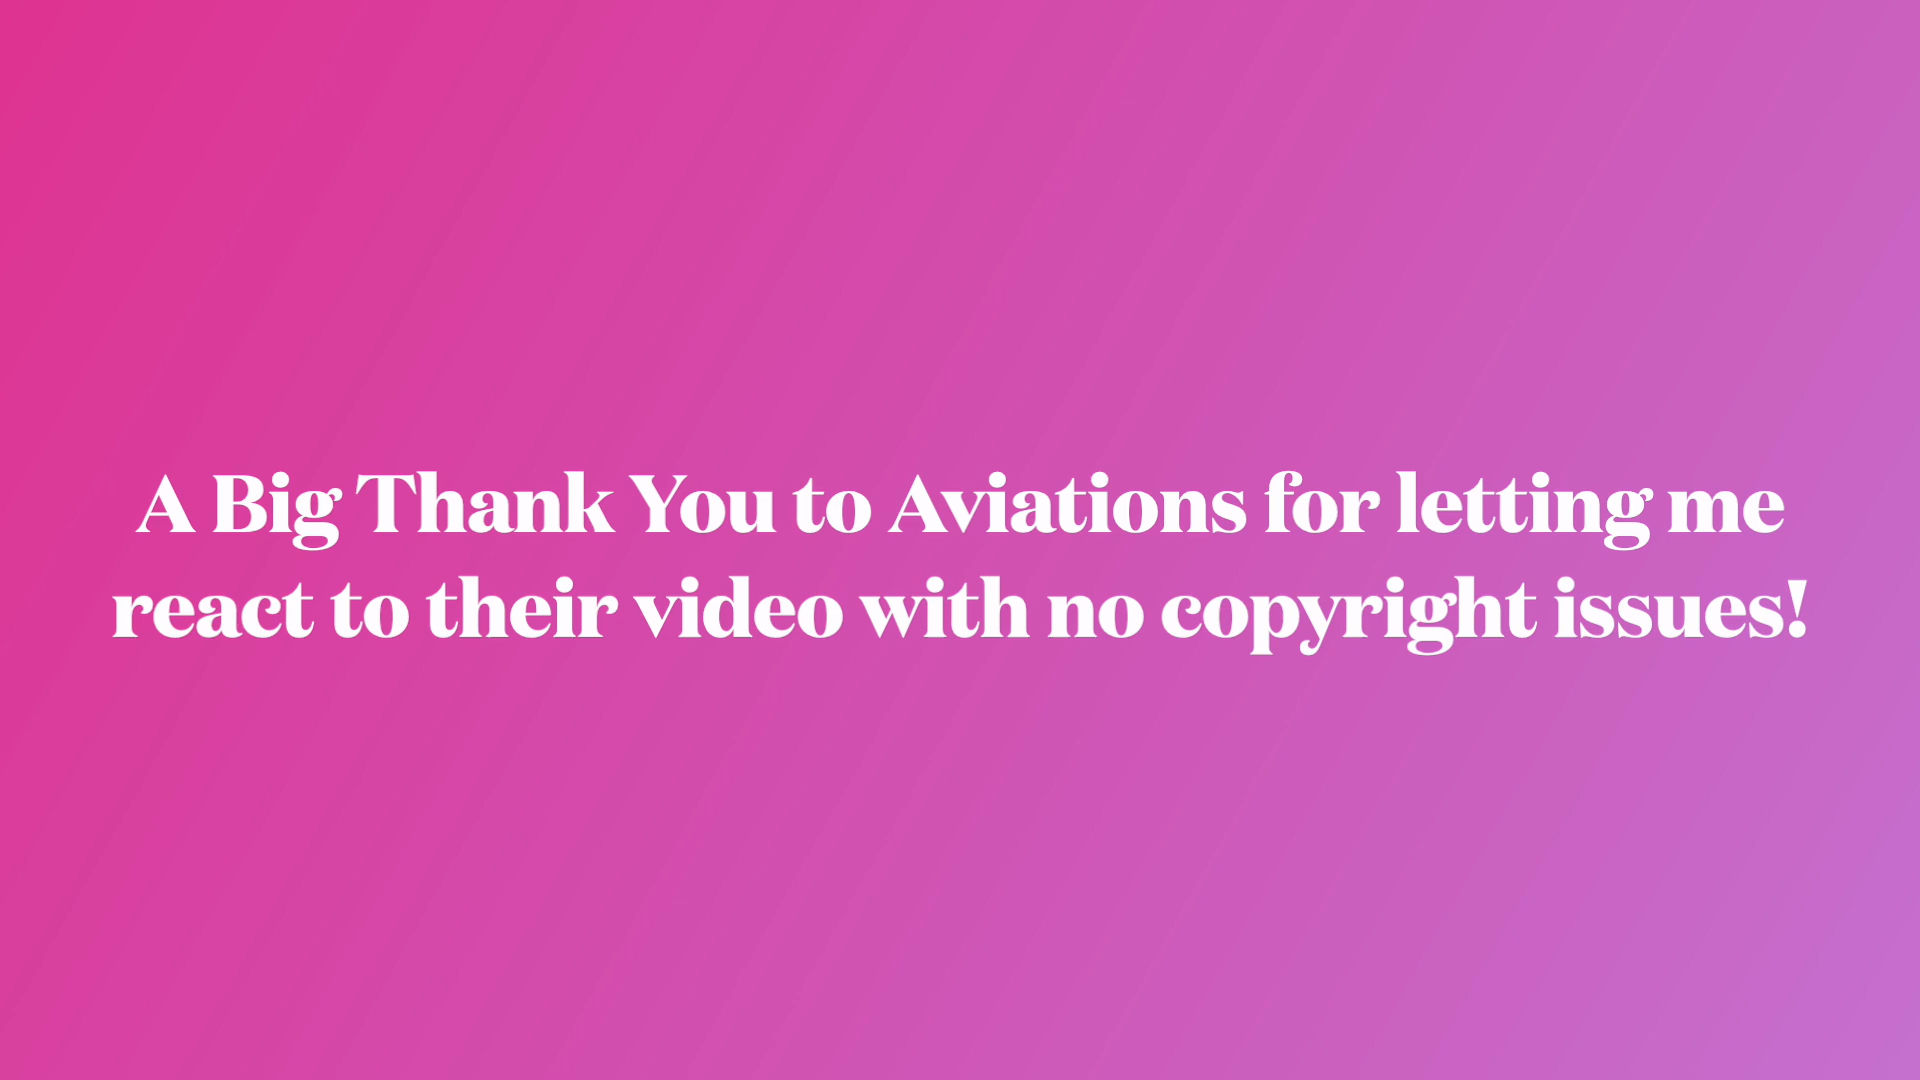 A Big Thank You to Aviations for letting me
react to their video with no copyright issues!